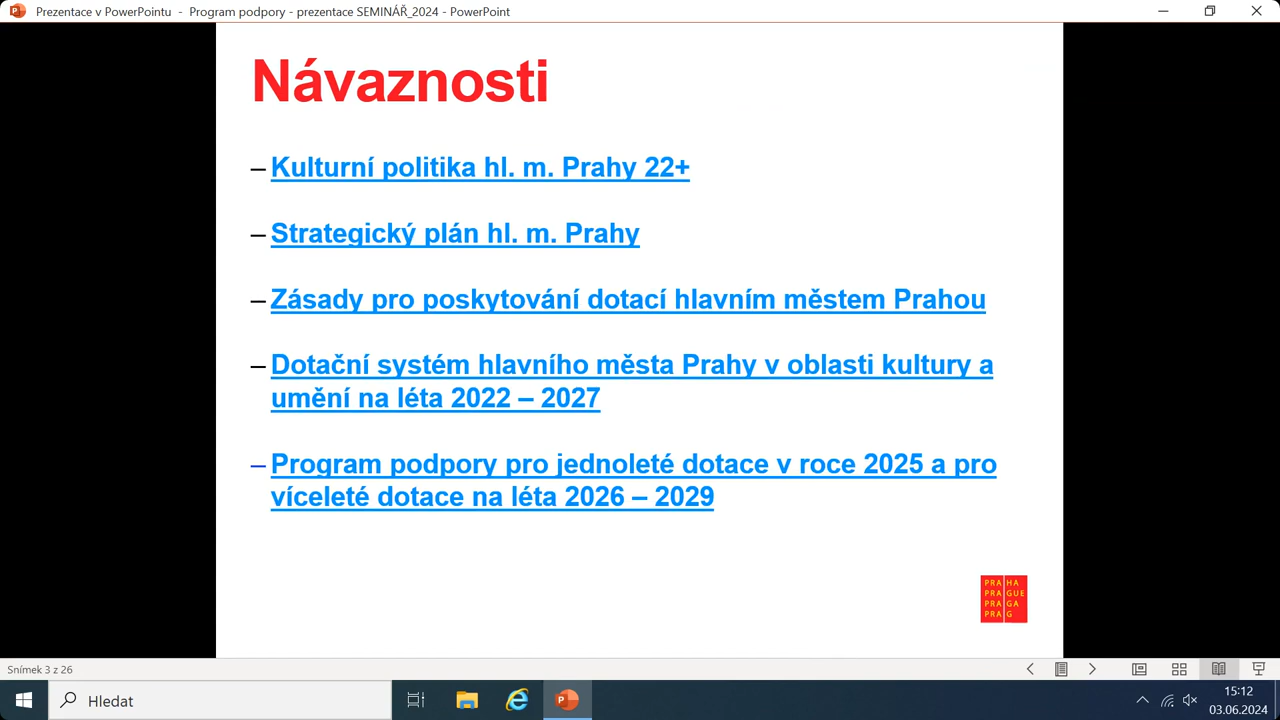 Prezentace v PowerPointu - Program podpory - prezentace SEMINÁŘ_2024 - PowerPoint
Návaznosti
– Kulturní politika hl. m. Prahy 22+
– Strategický plán hl. m. Prahy
– Zásady pro poskytování dotací hlavním městem Prahou
– Dotační systém hlavního města Prahy v oblasti kultury a
umění na léta 2022 – 2027
– Program podpory pro jednoleté dotace v roce 2025 a pro
víceleté dotace na léta 2026 – 2029
PRA HA
PRA GUE
PRA GA
PRA G
Snímek 3 z 26
Hledat
15:12
03.06.2024